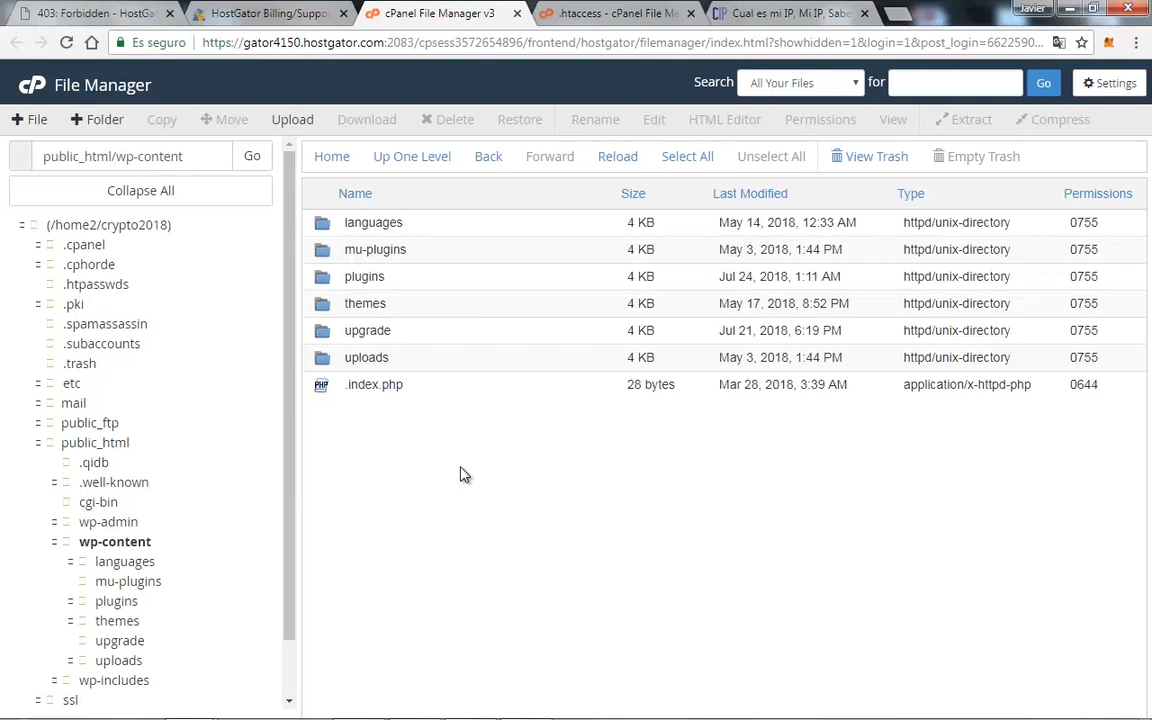 403: Forbidden - HostGa
HostGator Billing/Suppo
cPanel File Manager v3
.htaccess - cPanel File Ma
Cual es mi IP, Mi IP, Sabe
Javier
Es seguro
https://gator4150.hostgator.com:2083/cpsess3572654896/frontend/hostgator/filemanager/index.html?showhidden=1&login=1&post_login=6622590...
cP File Manager
Search All Your Files for Go Settings
File Folder Copy Move Upload Download Delete Restore Rename Edit HTML Editor Permissions View Extract Compress
public_html/wp-content Go
Home Up One Level Back Forward Reload Select All Unselect All View Trash Empty Trash
Collapse All
(/home2/crypto2018)
.cpanel
.cphorde
.htpasswds
.pki
.spamassassin
.subaccounts
.trash
etc
mail
public_ftp
public_html
.qidb
.well-known
cgi-bin
wp-admin
wp-content
languages
mu-plugins
plugins
themes
upgrade
uploads
wp-includes
ssl
Name Size Last Modified Type Permissions
languages 4 KB May 14, 2018, 12:33 AM httpd/unix-directory 0755
mu-plugins 4 KB May 3, 2018, 1:44 PM httpd/unix-directory 0755
plugins 4 KB Jul 24, 2018, 1:11 AM httpd/unix-directory 0755
themes 4 KB May 17, 2018, 8:52 PM httpd/unix-directory 0755
upgrade 4 KB Jul 21, 2018, 6:19 PM httpd/unix-directory 0755
uploads 4 KB May 3, 2018, 1:44 PM httpd/unix-directory 0755
PHP .index.php 28 bytes Mar 28, 2018, 3:39 AM application/x-httpd-php 0644